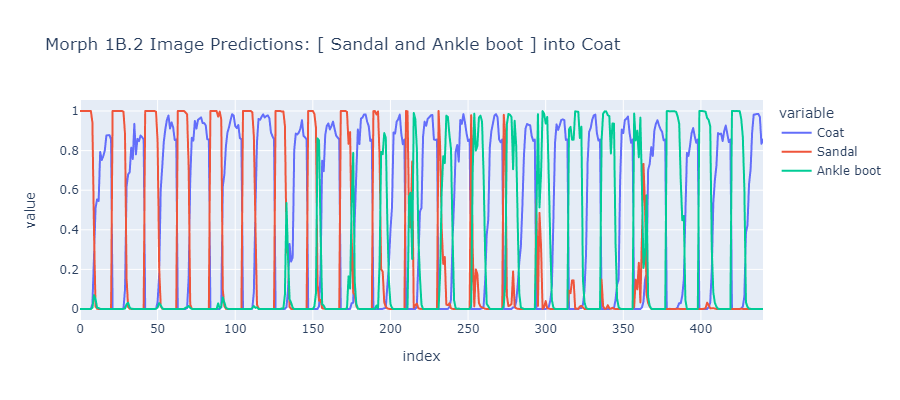 Morph 1B.2 Image Predictions: [ Sandal and Ankle boot ] into Coat
variable
Coat
Sandal
Ankle boot
value
1
0.8
0.6
0.4
0.2
0
0 50 100 150 200 250 300 350 400
index